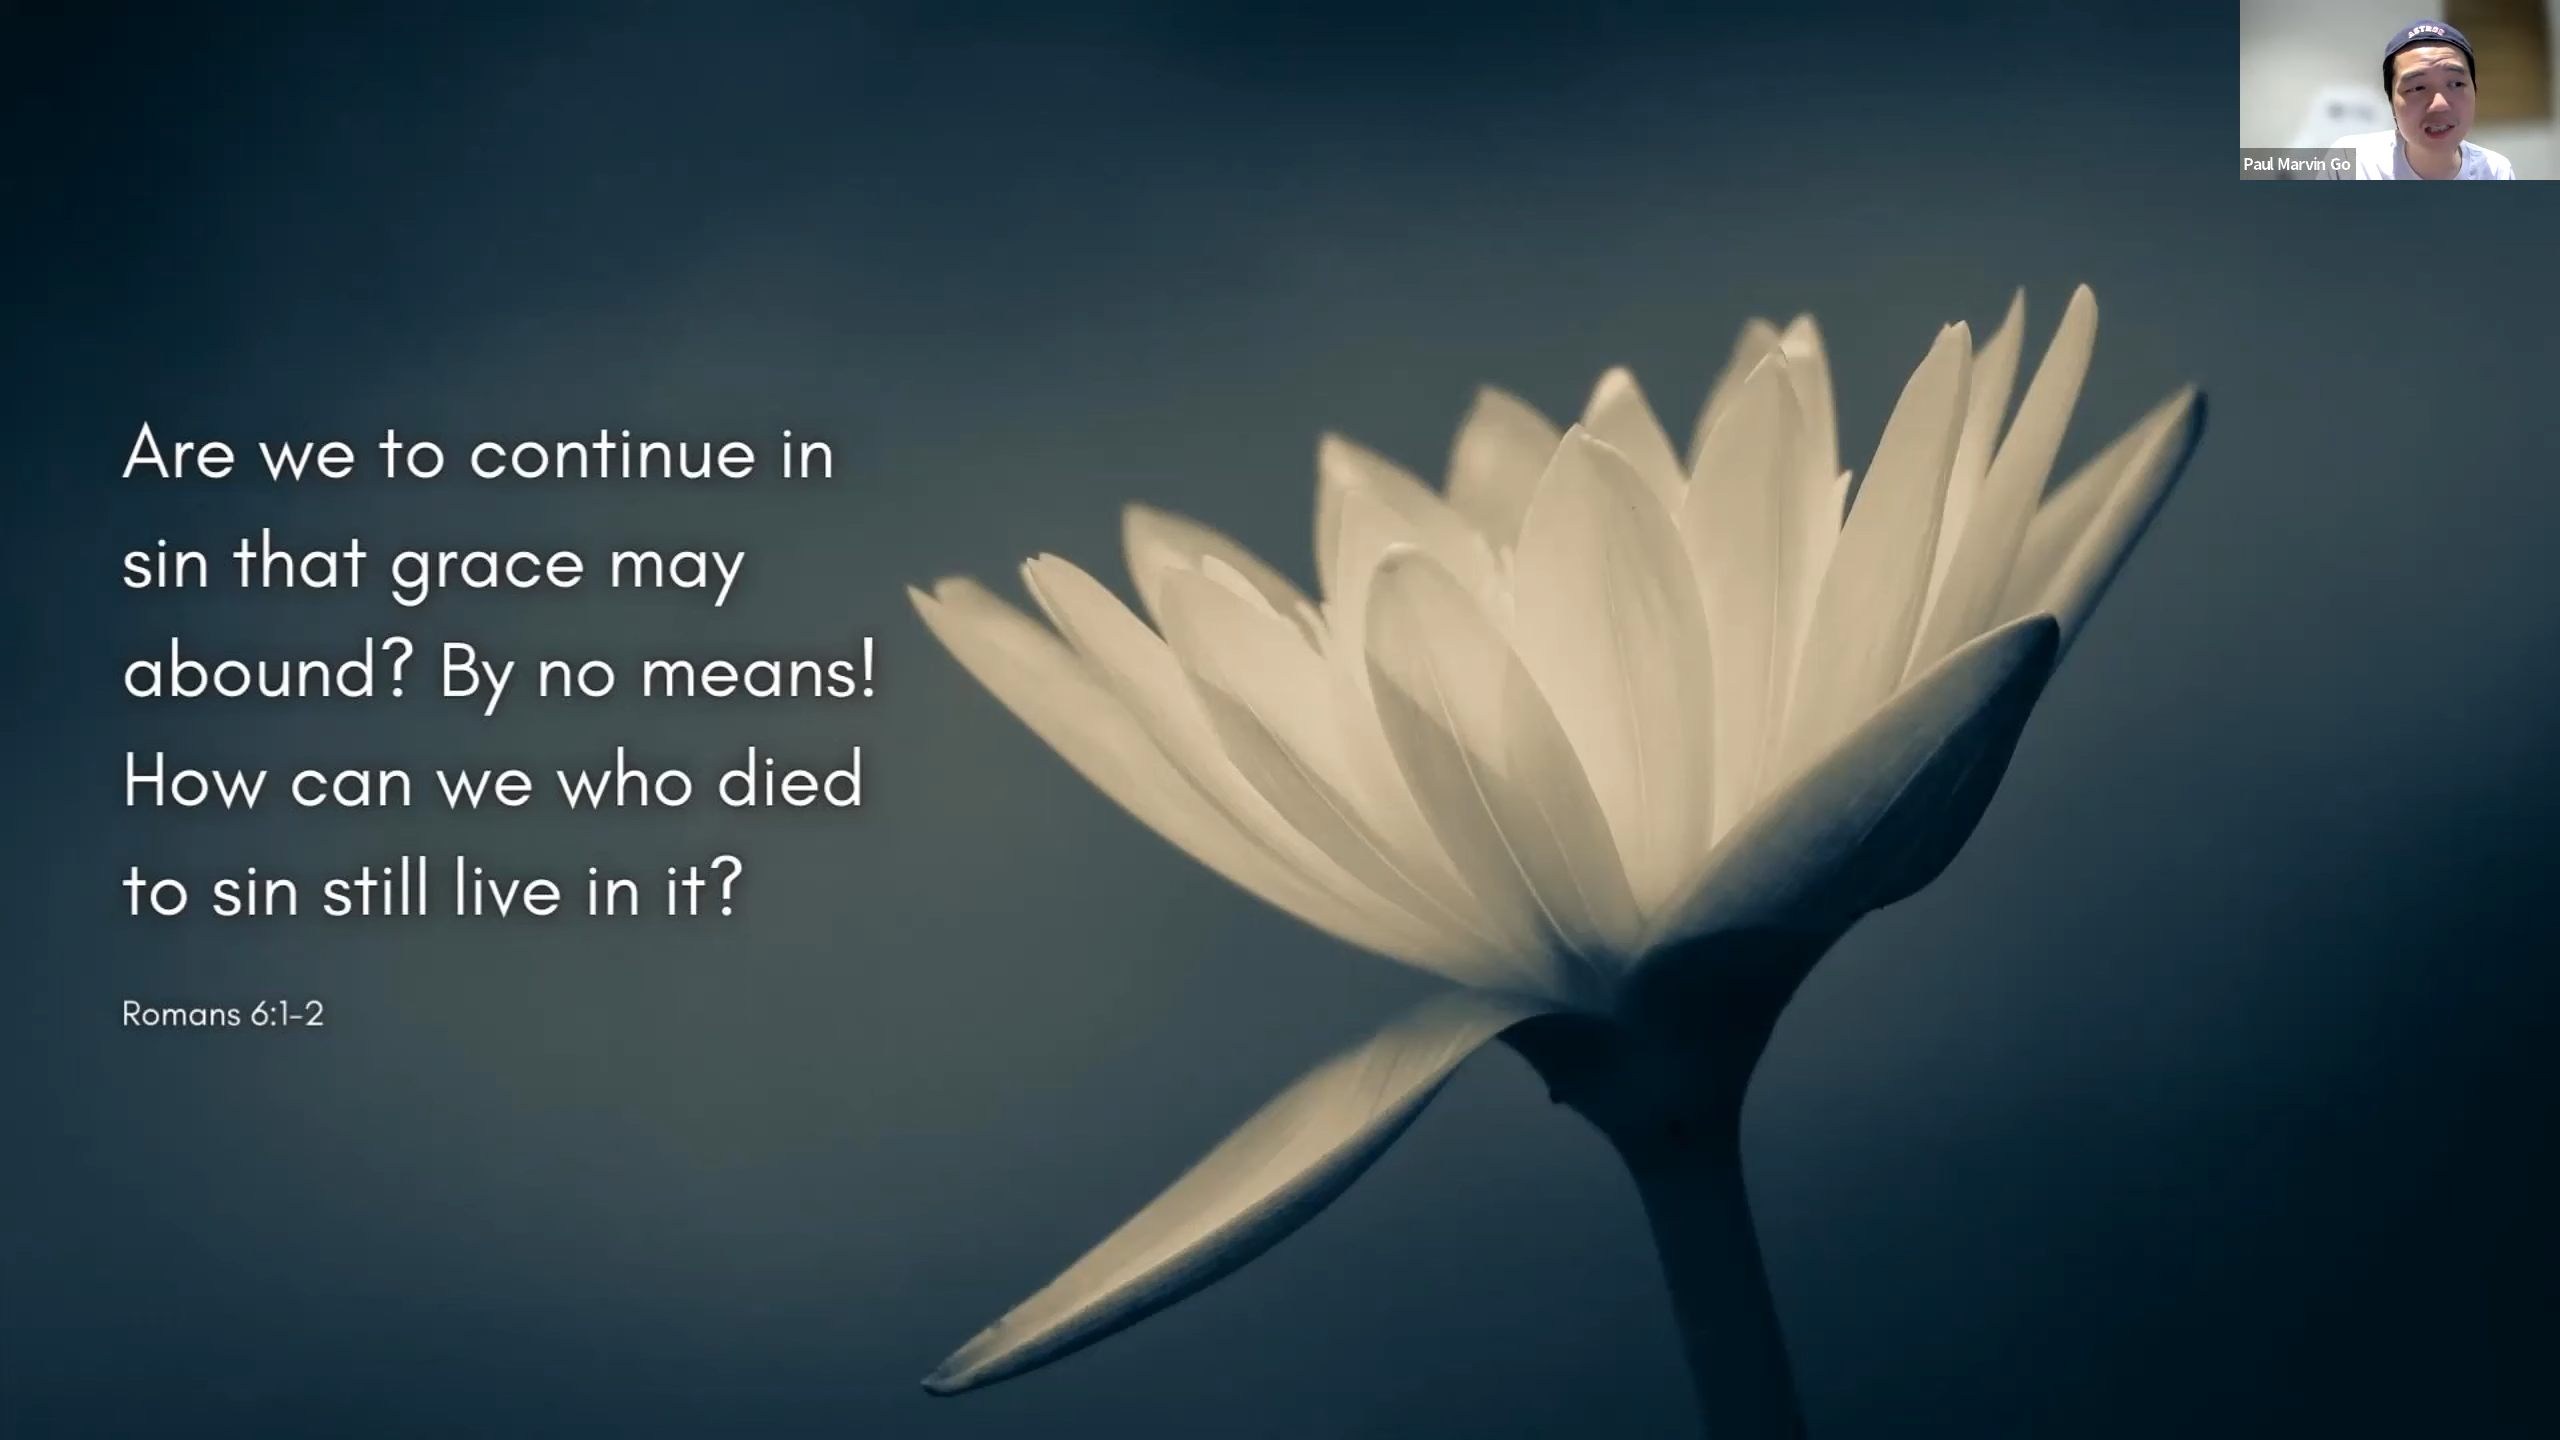 Are we to continue in
sin that grace may
abound? By no means!
How can we who died
to sin still live in it?
Romans 6:1-2
ASTROS
Paul Marvin Go